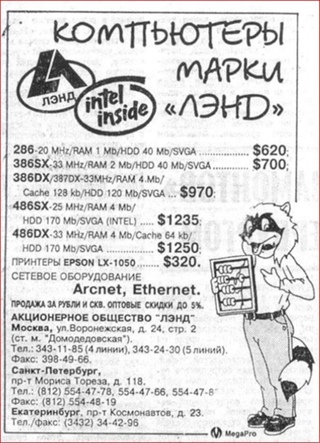 КОМПЬЮТЕРЫ
МАРКИ
«ЛЭНД»
ЛЭНД
intel
inside
286-20 MHz/RAM 1 Mb/HDD 40 Mb/SVGA .............. $620
386SX-33 MHz/RAM 2 Mb/HDD 40 Mb/SVGA ......... $700
386DX/387DX-33MHz/RAM 4.Mb/
Cache 128 kb/HDD 120 Mb/SVGA ... $970
486SX-25 MHz/RAM 4 Mb/
HDD 170 Mb/SVGA (INTEL) .... $1235
486DX-33 MHz/RAM 4 Mb/Cache 64 kb/
HDD 170 Mb/SVGA .............. $1250
ПРИНТЕРЫ EPSON LX-1050 ....... $320.
СЕТЕВОЕ ОБОРУДОВАНИЕ
Arcnet, Ethernet.
ПРОДАЖА ЗА РУБЛИ И СКВ. ОПТОВЫЕ СКИДКИ ДО 5%.
АКЦИОНЕРНОЕ ОБЩЕСТВО "ЛЭНД"
Москва, ул.Воронежская, д. 24, стр. 2
(ст. м. "Домодедовская").
Тел.: 343-11-85 (4 линии), 343-24-30 (5 линий).
Факс: 398-49-66.
Санкт-Петербург,
пр-т Мориса Тореза, д. 118.
Тел.: (812) 554-47-78, 554-47-66, 554-47-8
Факс: (812) 554-48-19
Екатеринбург, пр-т Космонавтов, д. 23.
Тел./факс: (3432) 34-42-96
MegaPro